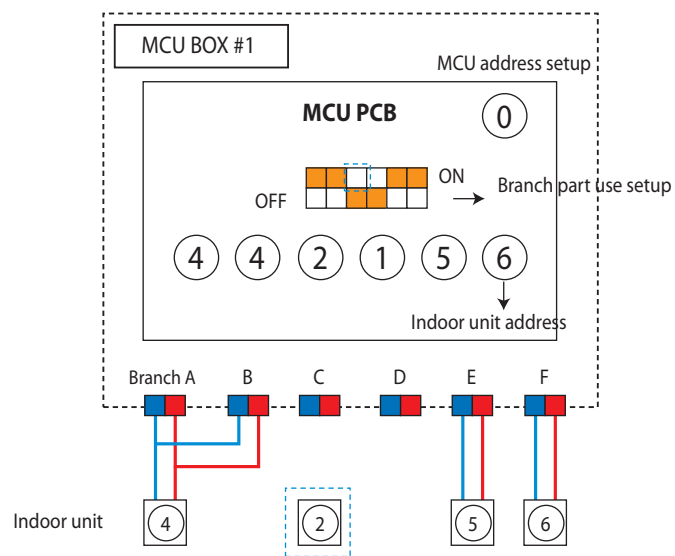 MCU BOX #1
MCU address setup
MCU PCB
0
ON
OFF
Branch part use setup
4 4 2 1 5 6
Indoor unit address
Branch A B C D E F
Indoor unit
4 2 5 6